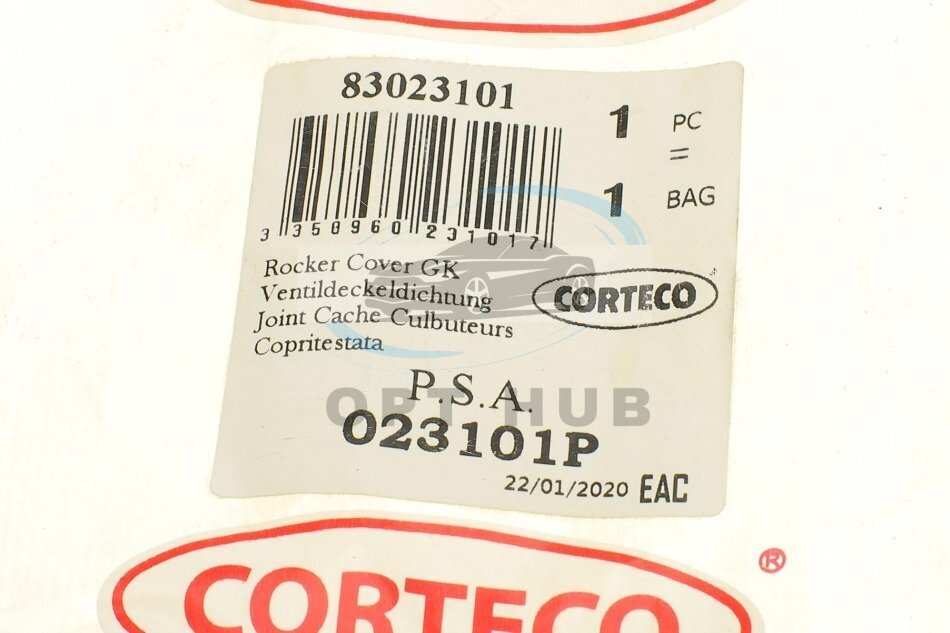 83023101
1 PC
=
1 BAG
3 358960 231017
Rocker Cover GK
Ventildeckeldichtung
Joint Cache Culbuteurs
Copritestata
CORTECO
P.S.A.
OPT HUB
023101P
22/01/2020 EAC
®
CORTECO